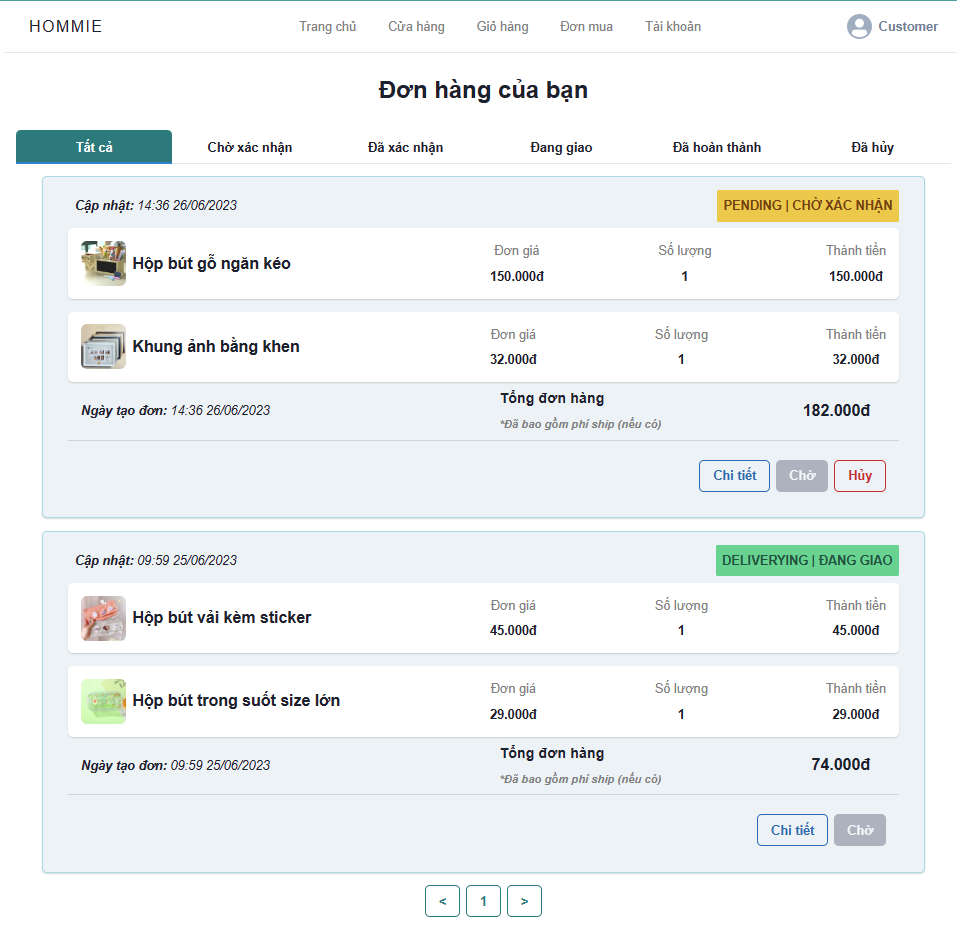 HOMMIE Trang chủ Cửa hàng Giỏ hàng Đơn mua Tài khoản Customer
Đơn hàng của bạn
Tất cả Chờ xác nhận Đã xác nhận Đang giao Đã hoàn thành Đã hủy
Cập nhật: 14:36 26/06/2023 PENDING | CHỜ XÁC NHẬN
Đơn giá Số lượng Thành tiền
Hộp bút gỗ ngăn kéo
150.000đ 1 150.000đ
Đơn giá Số lượng Thành tiền
Khung ảnh bằng khen
32.000đ 1 32.000đ
Tổng đơn hàng
Ngày tạo đơn: 14:36 26/06/2023 182.000đ
*Đã bao gồm phí ship (nếu có)
Chi tiết Chờ Hủy
Cập nhật: 09:59 25/06/2023 DELIVERYING | ĐANG GIAO
Đơn giá Số lượng Thành tiền
Hộp bút vải kèm sticker
45.000đ 1 45.000đ
Đơn giá Số lượng Thành tiền
Hộp bút trong suốt size lớn
29.000đ 1 29.000đ
Tổng đơn hàng
Ngày tạo đơn: 09:59 25/06/2023 74.000đ
*Đã bao gồm phí ship (nếu có)
Chi tiết Chờ
< 1 >